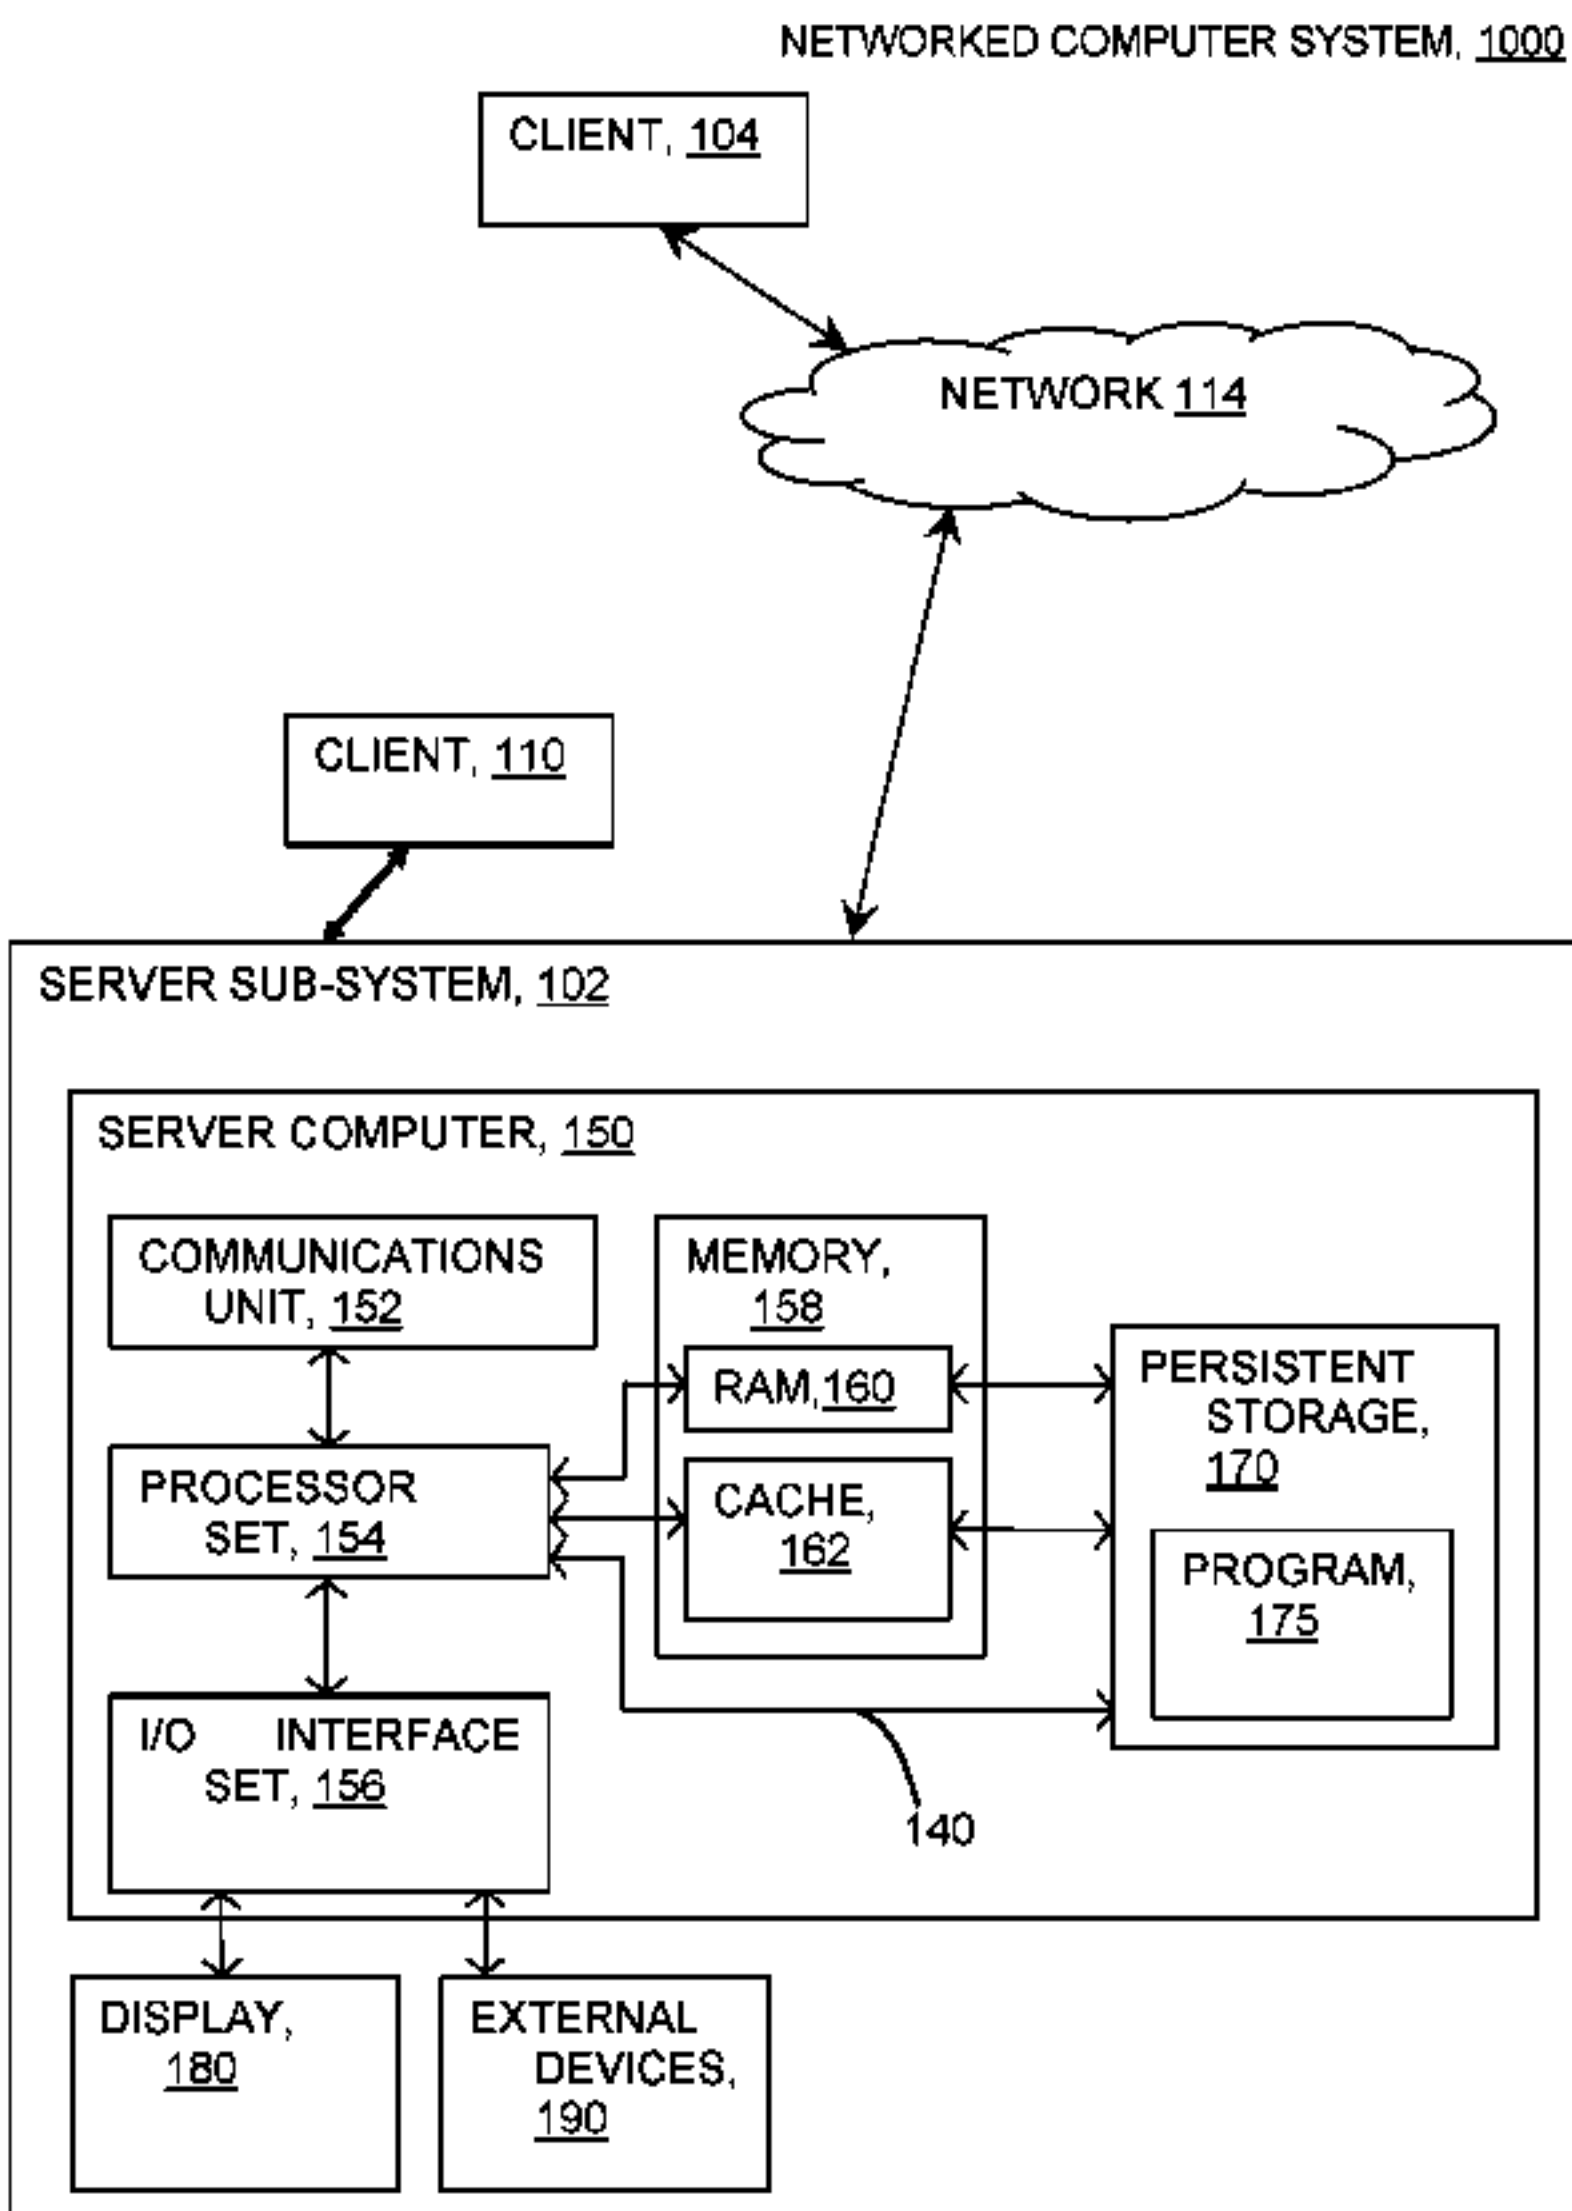 NETWORKED COMPUTER SYSTEM, 1000
CLIENT, 104
NETWORK 114
CLIENT, 110
SERVER SUB-SYSTEM, 102
SERVER COMPUTER, 150
COMMUNICATIONS
UNIT, 152
MEMORY,
158
RAM,160
PERSISTENT
STORAGE,
170
PROCESSOR
SET, 154
CACHE,
162
PROGRAM,
175
I/O INTERFACE
SET, 156
140
DISPLAY,
180
EXTERNAL
DEVICES,
190